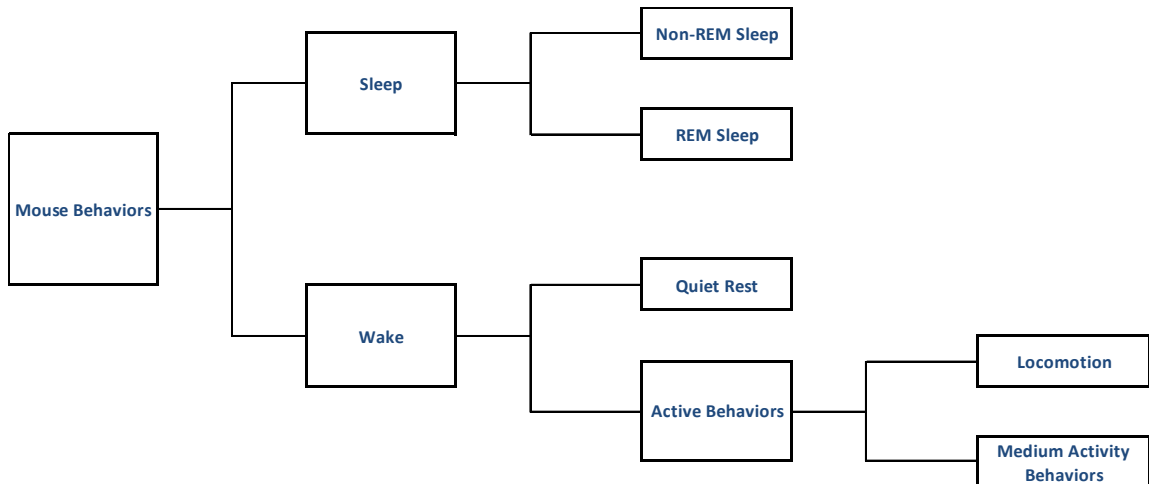 Non-REM Sleep
Sleep
REM Sleep
Mouse Behaviors
Quiet Rest
Wake
Locomotion
Active Behaviors
Medium Activity
Behaviors